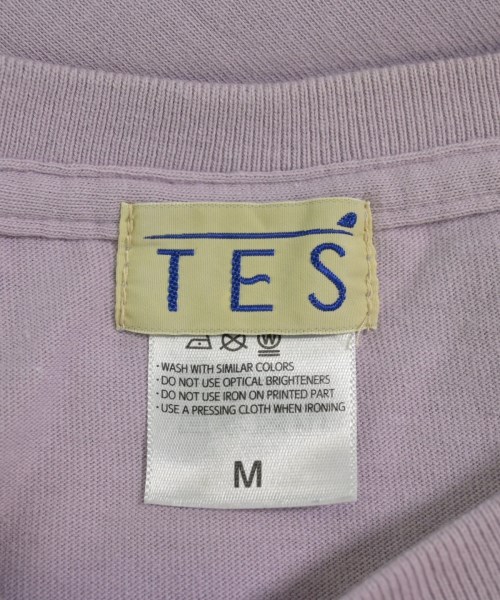 TES
W
· WASH WITH SIMILAR COLORS
· DO NOT USE OPTICAL BRIGHTENERS
· DO NOT USE IRON ON PRINTED PART
· USE A PRESSING CLOTH WHEN IRONING
M